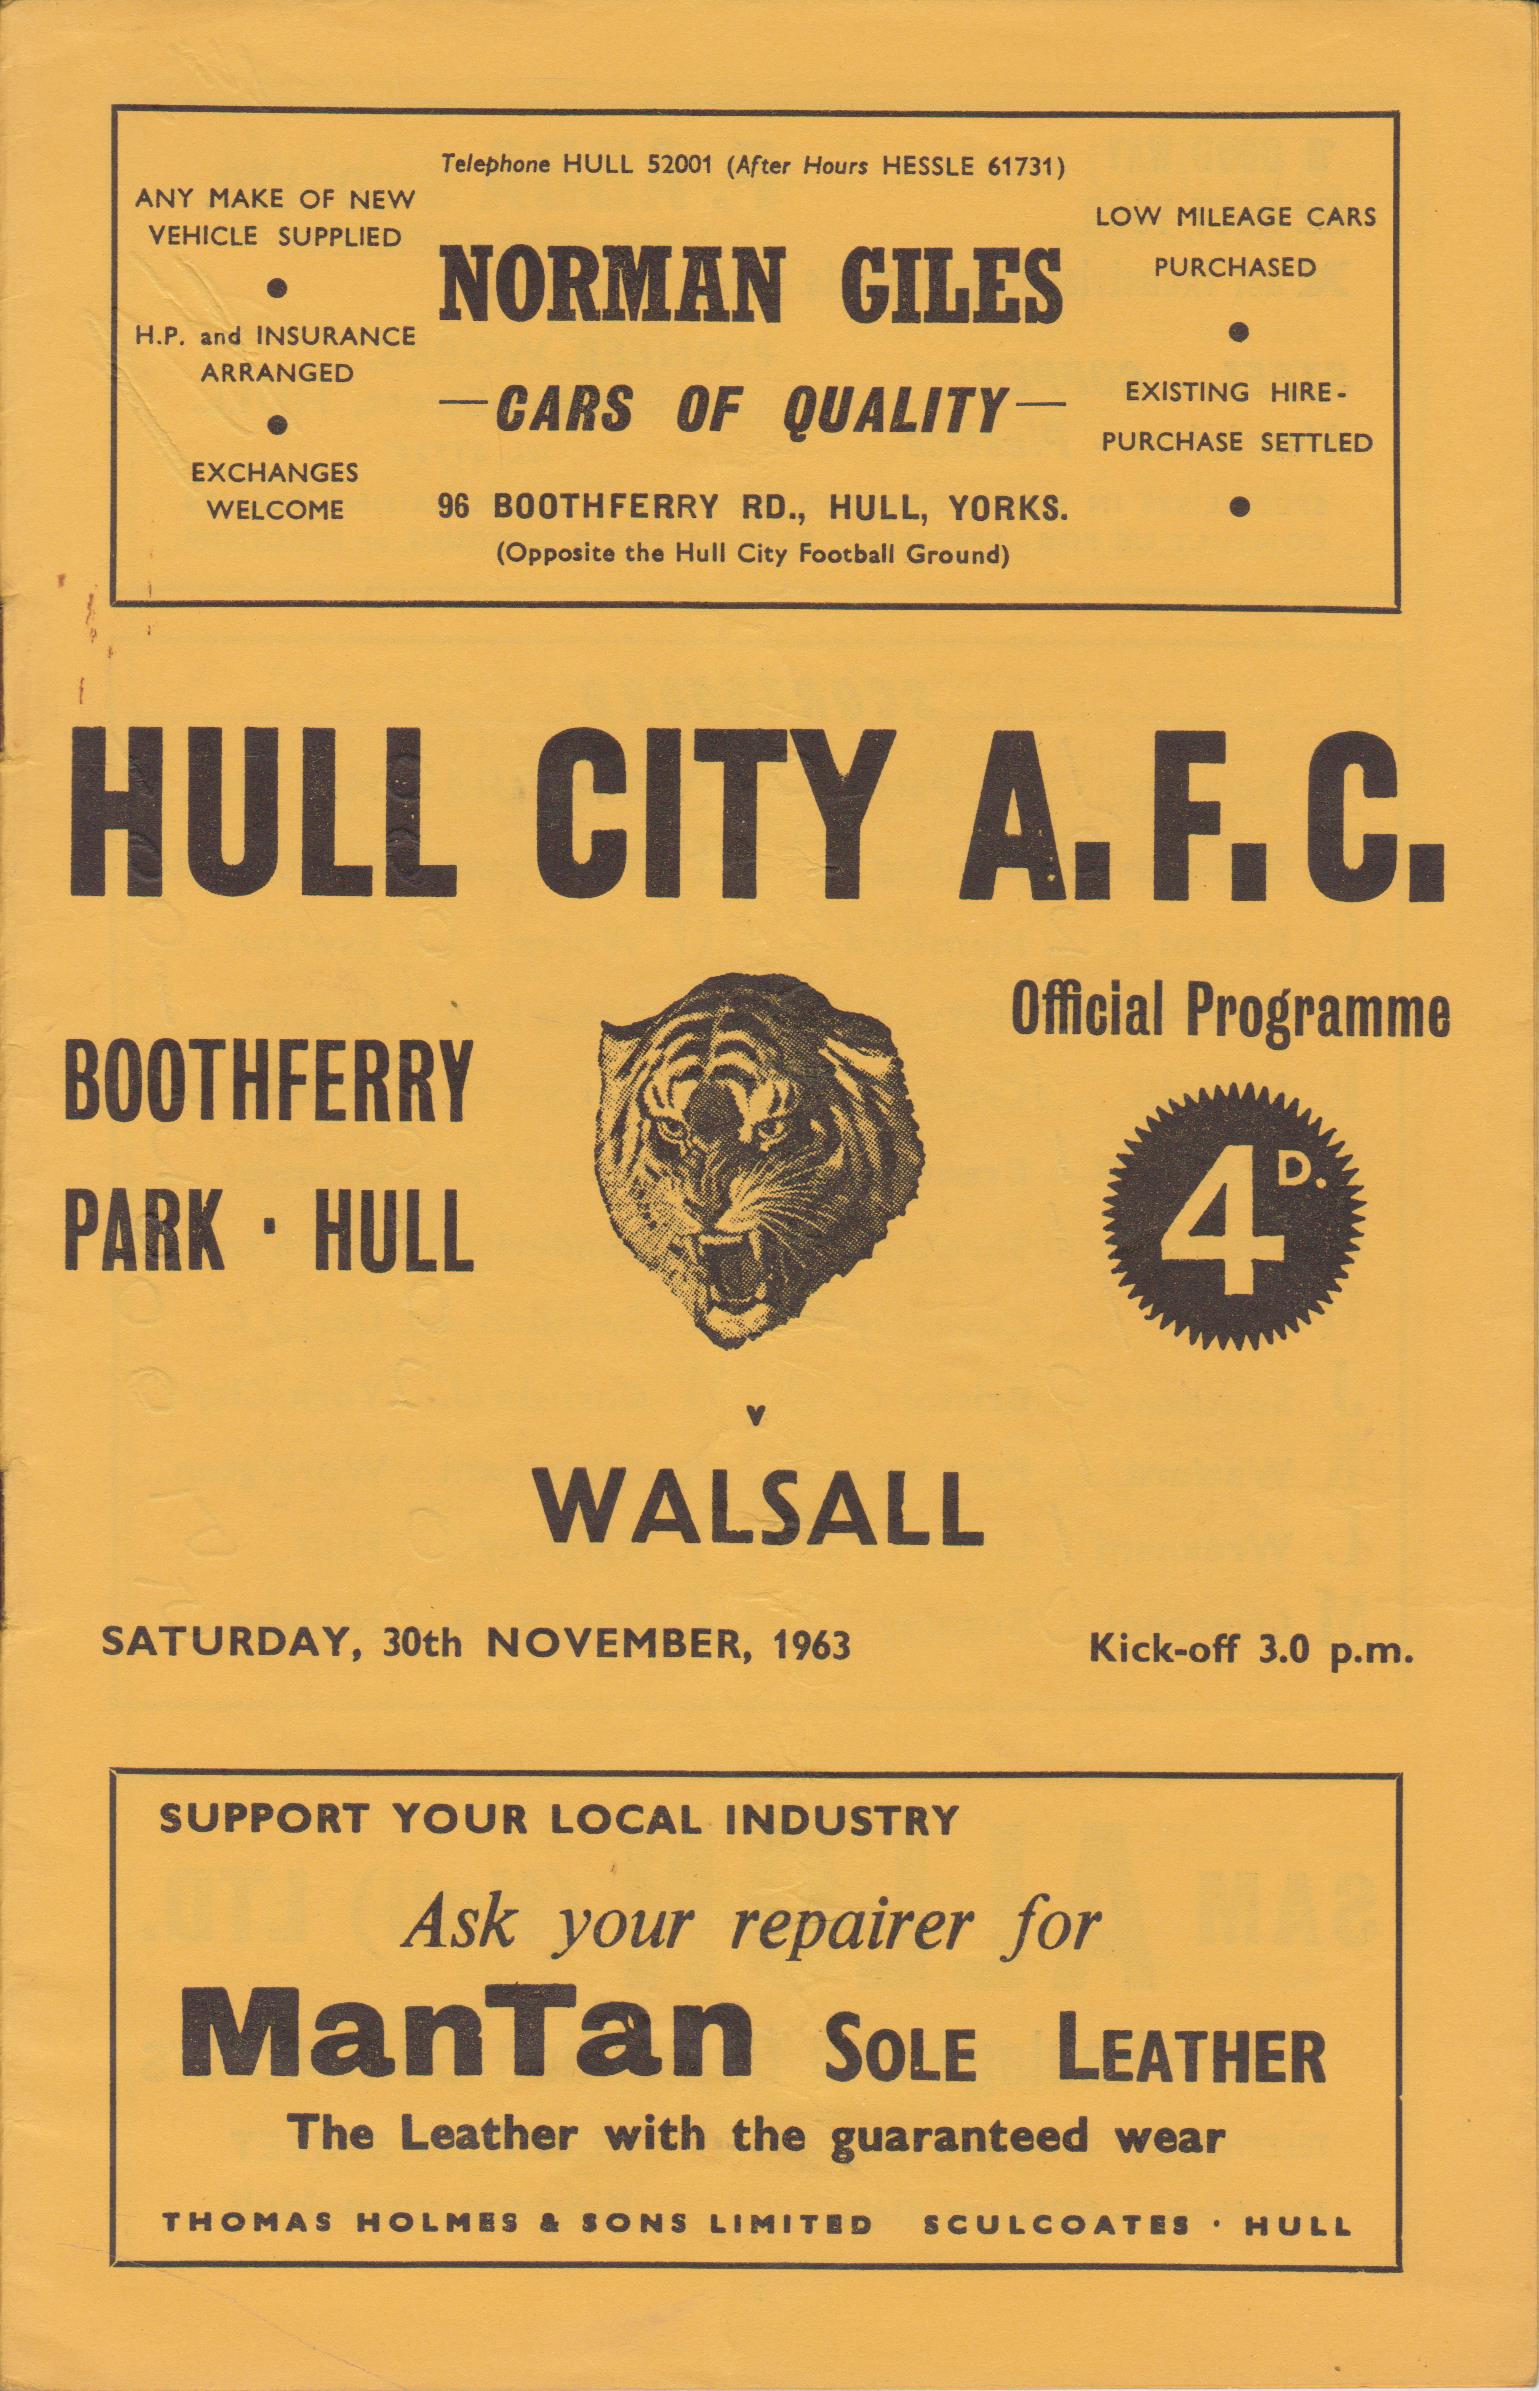 Telephone HULL 52001 (After Hours HESSLE 61731)
ANY MAKE OF NEW
VEHICLE SUPPLIED
•
H.P. and INSURANCE
ARRANGED
•
EXCHANGES
WELCOME
NORMAN GILES
—CARS OF QUALITY—
96 BOOTHFERRY RD., HULL, YORKS.
(Opposite the Hull City Football Ground)
LOW MILEAGE CARS
PURCHASED
•
EXISTING HIRE-
PURCHASE SETTLED
•
HULL CITY A.F.C.
BOOTHFERRY
PARK · HULL
Official Programme
4D.
v
WALSALL
SATURDAY, 30th NOVEMBER, 1963
Kick-off 3.0 p.m.
SUPPORT YOUR LOCAL INDUSTRY
Ask your repairer for
ManTan SOLE LEATHER
The Leather with the guaranteed wear
THOMAS HOLMES & SONS LIMITED SCULCOATES · HULL